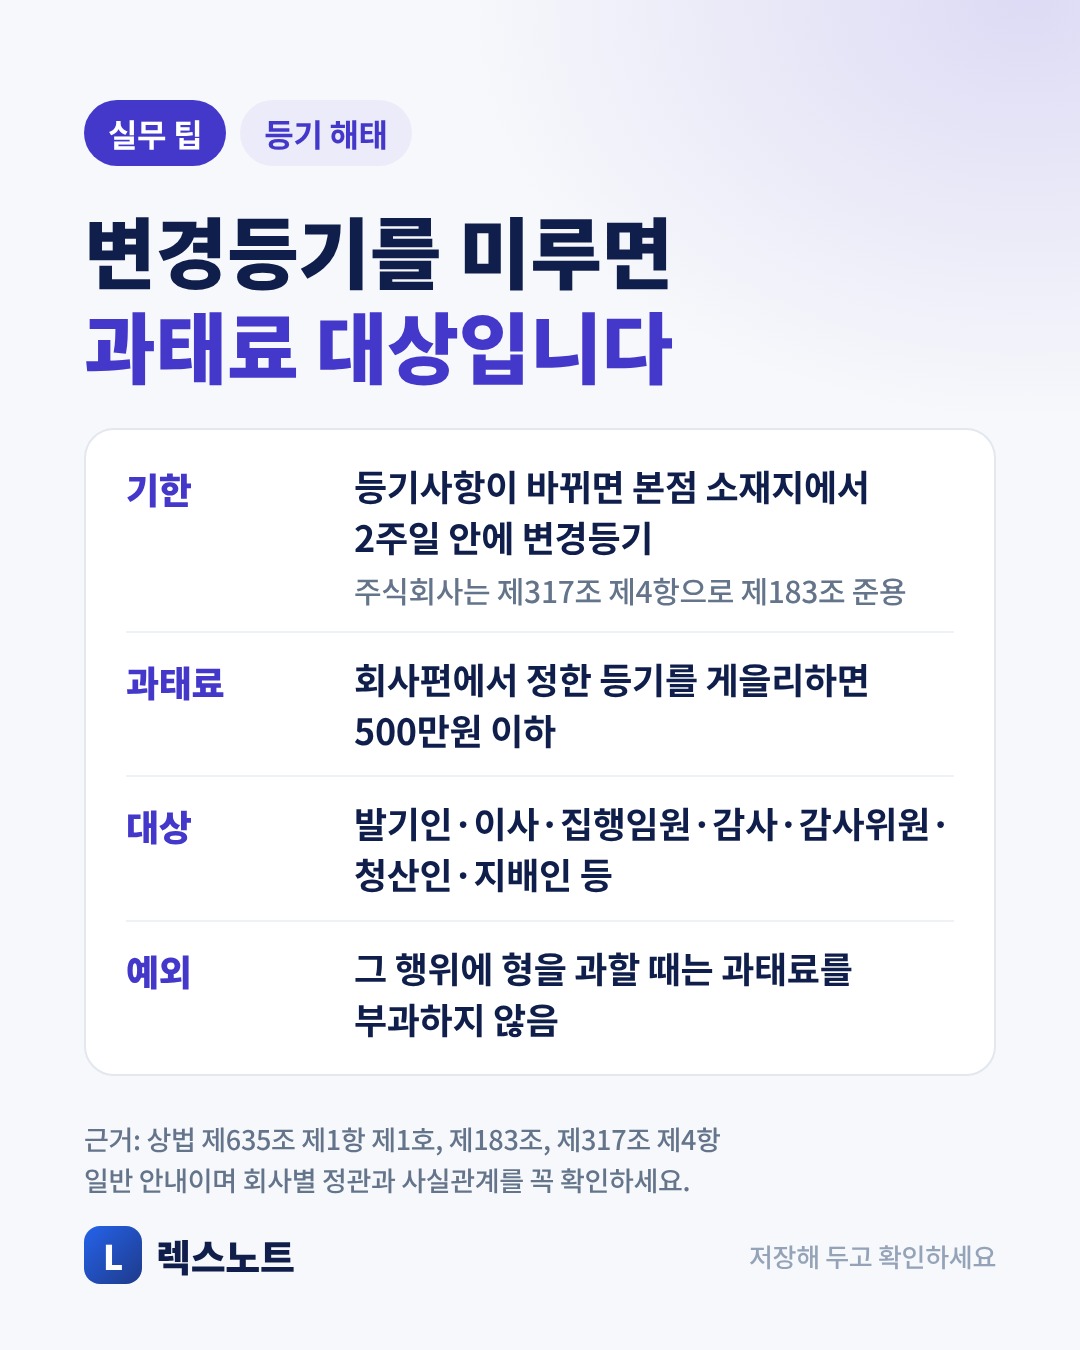 실무 팁
등기 해태
변경등기를 미루면
과태료 대상입니다
기한
등기사항이 바뀌면 본점 소재지에서
2주일 안에 변경등기
주식회사는 제317조 제4항으로 제183조 준용
과태료
회사편에서 정한 등기를 게을리하면
500만원 이하
대상
발기인·이사·집행임원·감사·감사위원·
청산인·지배인 등
예외
그 행위에 형을 과할 때는 과태료를
부과하지 않음
근거: 상법 제635조 제1항 제1호, 제183조, 제317조 제4항
일반 안내이며 회사별 정관과 사실관계를 꼭 확인하세요.
L 렉스노트
저장해 두고 확인하세요